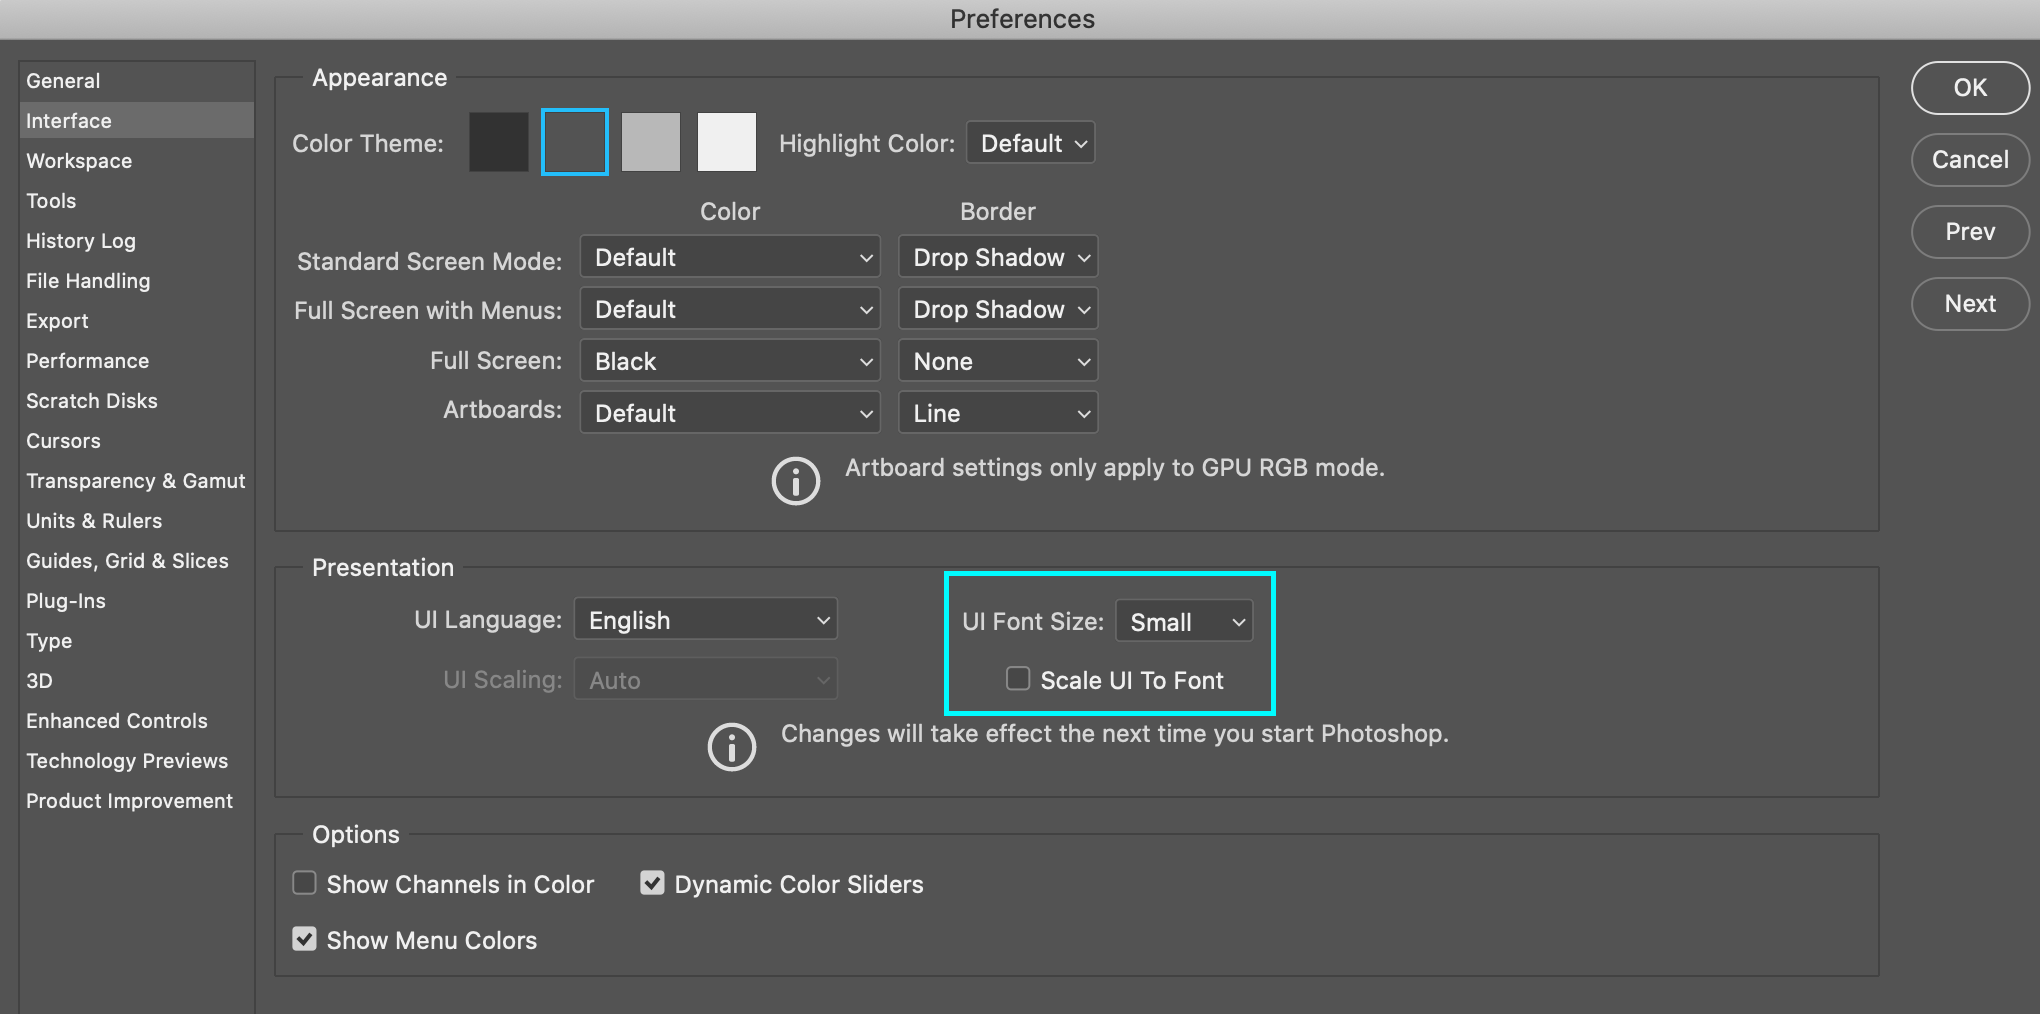 Preferences
General
Interface
Workspace
Tools
History Log
File Handling
Export
Performance
Scratch Disks
Cursors
Transparency & Gamut
Units & Rulers
Guides, Grid & Slices
Plug-Ins
Type
3D
Enhanced Controls
Technology Previews
Product Improvement
Appearance
Color Theme: Highlight Color: Default
Color Border
Standard Screen Mode: Default Drop Shadow
Full Screen with Menus: Default Drop Shadow
Full Screen: Black None
Artboards: Default Line
Artboard settings only apply to GPU RGB mode.
Presentation
UI Language: English UI Font Size: Small
UI Scaling: Auto Scale UI To Font
Changes will take effect the next time you start Photoshop.
Options
Show Channels in Color Dynamic Color Sliders
Show Menu Colors
OK
Cancel
Prev
Next